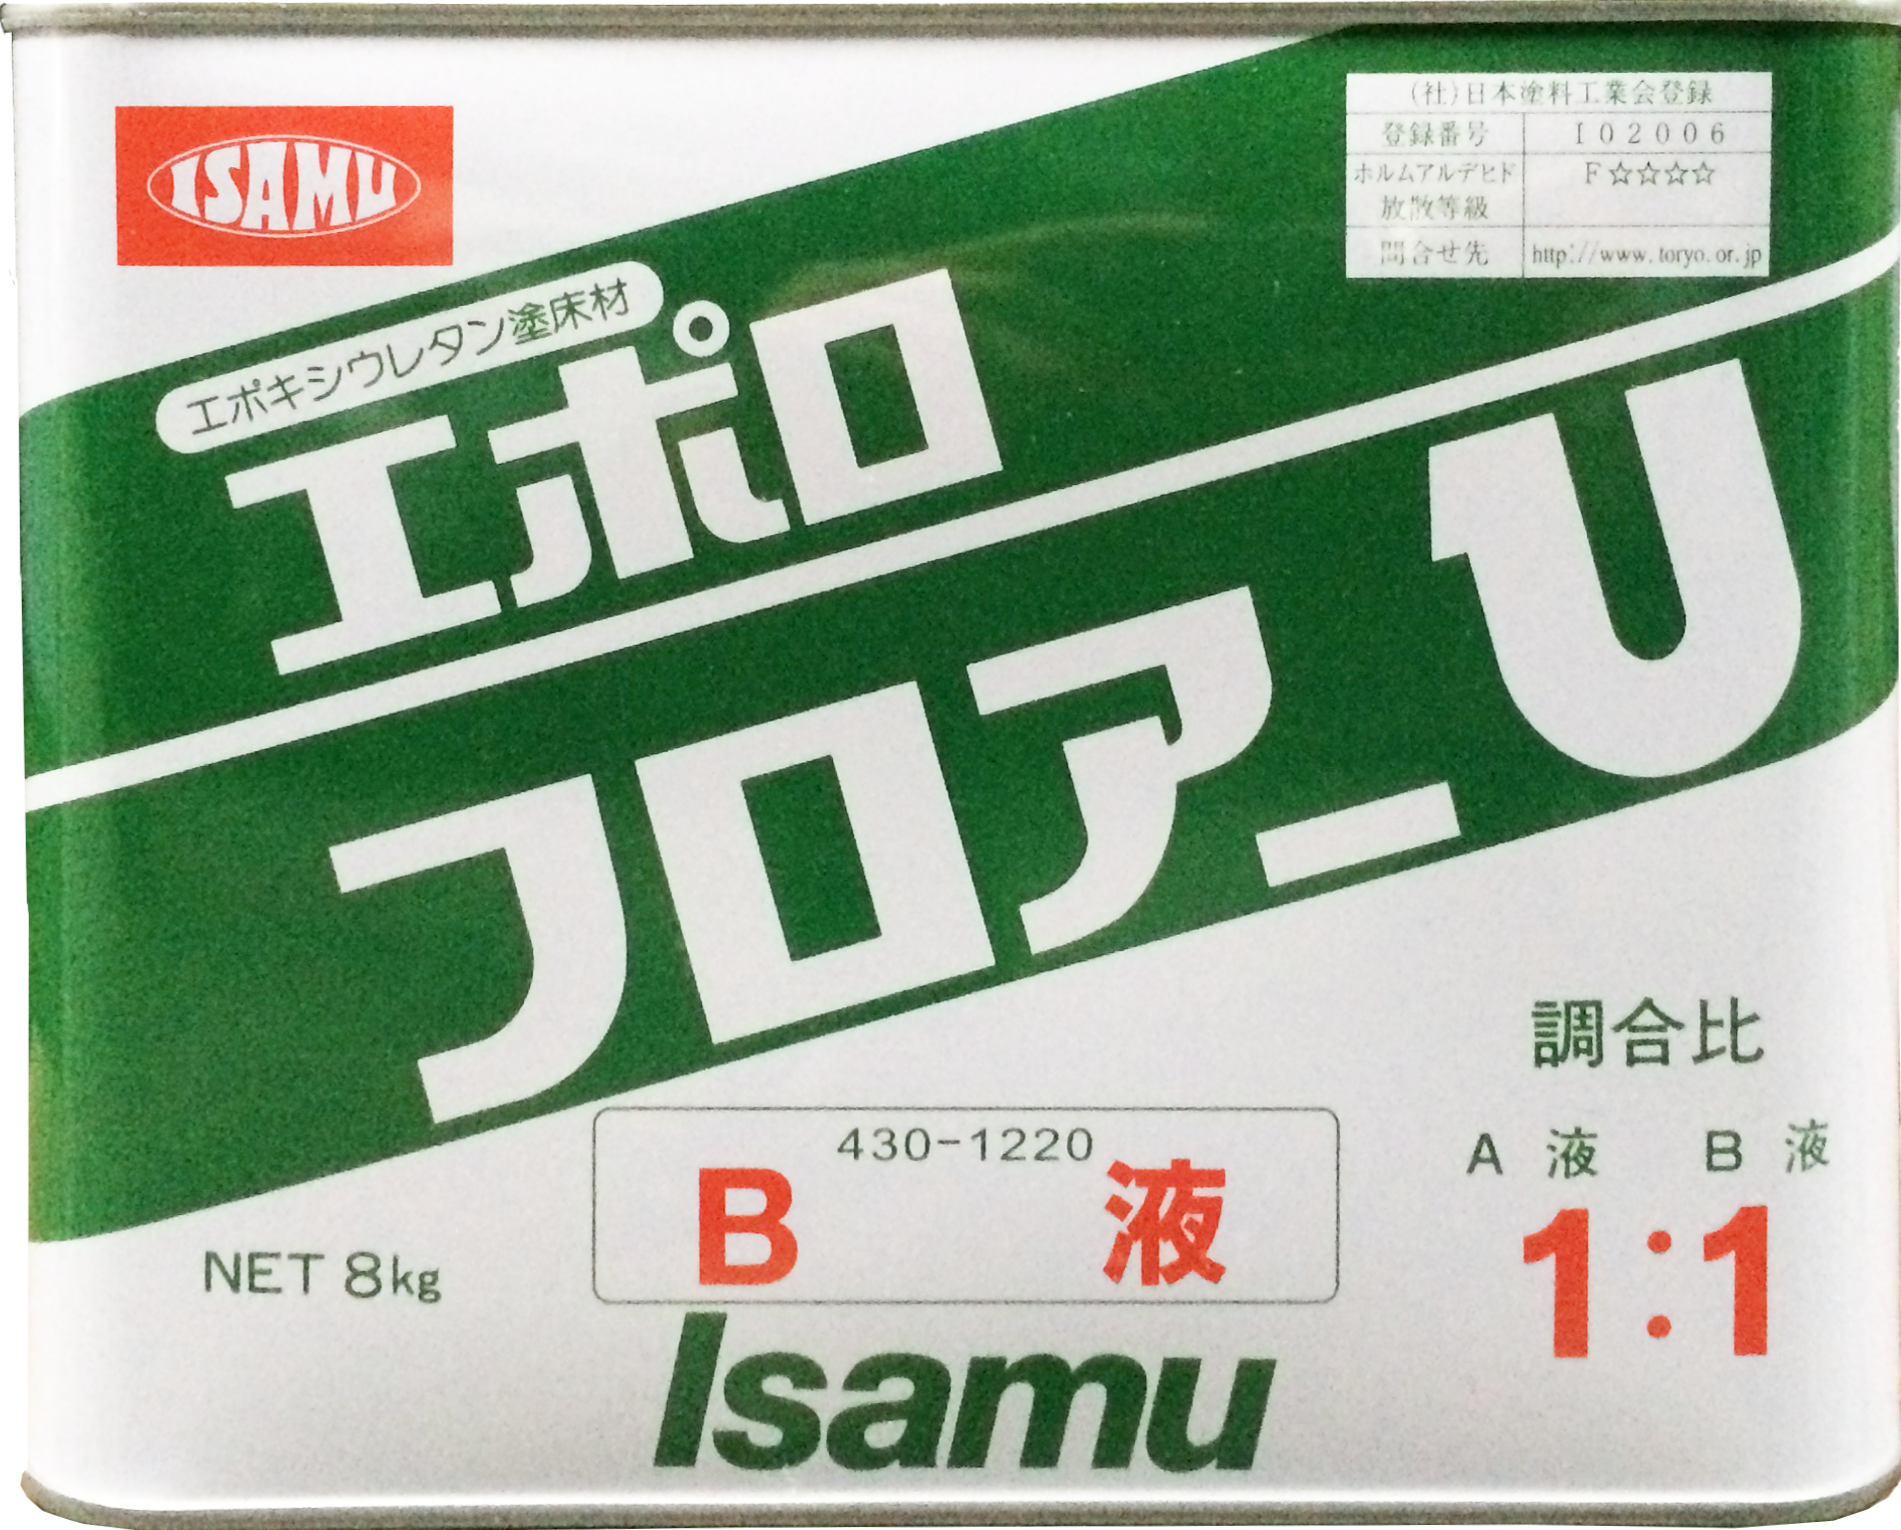 ISAMU
(社)日本塗料工業会登録
登録番号 I02006
ホルムアルデヒド F☆☆☆☆
放散等級
問合せ先 http://www.toryo.or.jp
エポキシウレタン塗床材
エポロ
フロアーU
調合比
A 液 B 液
1:1
430-1220
B 液
NET 8kg
Isamu